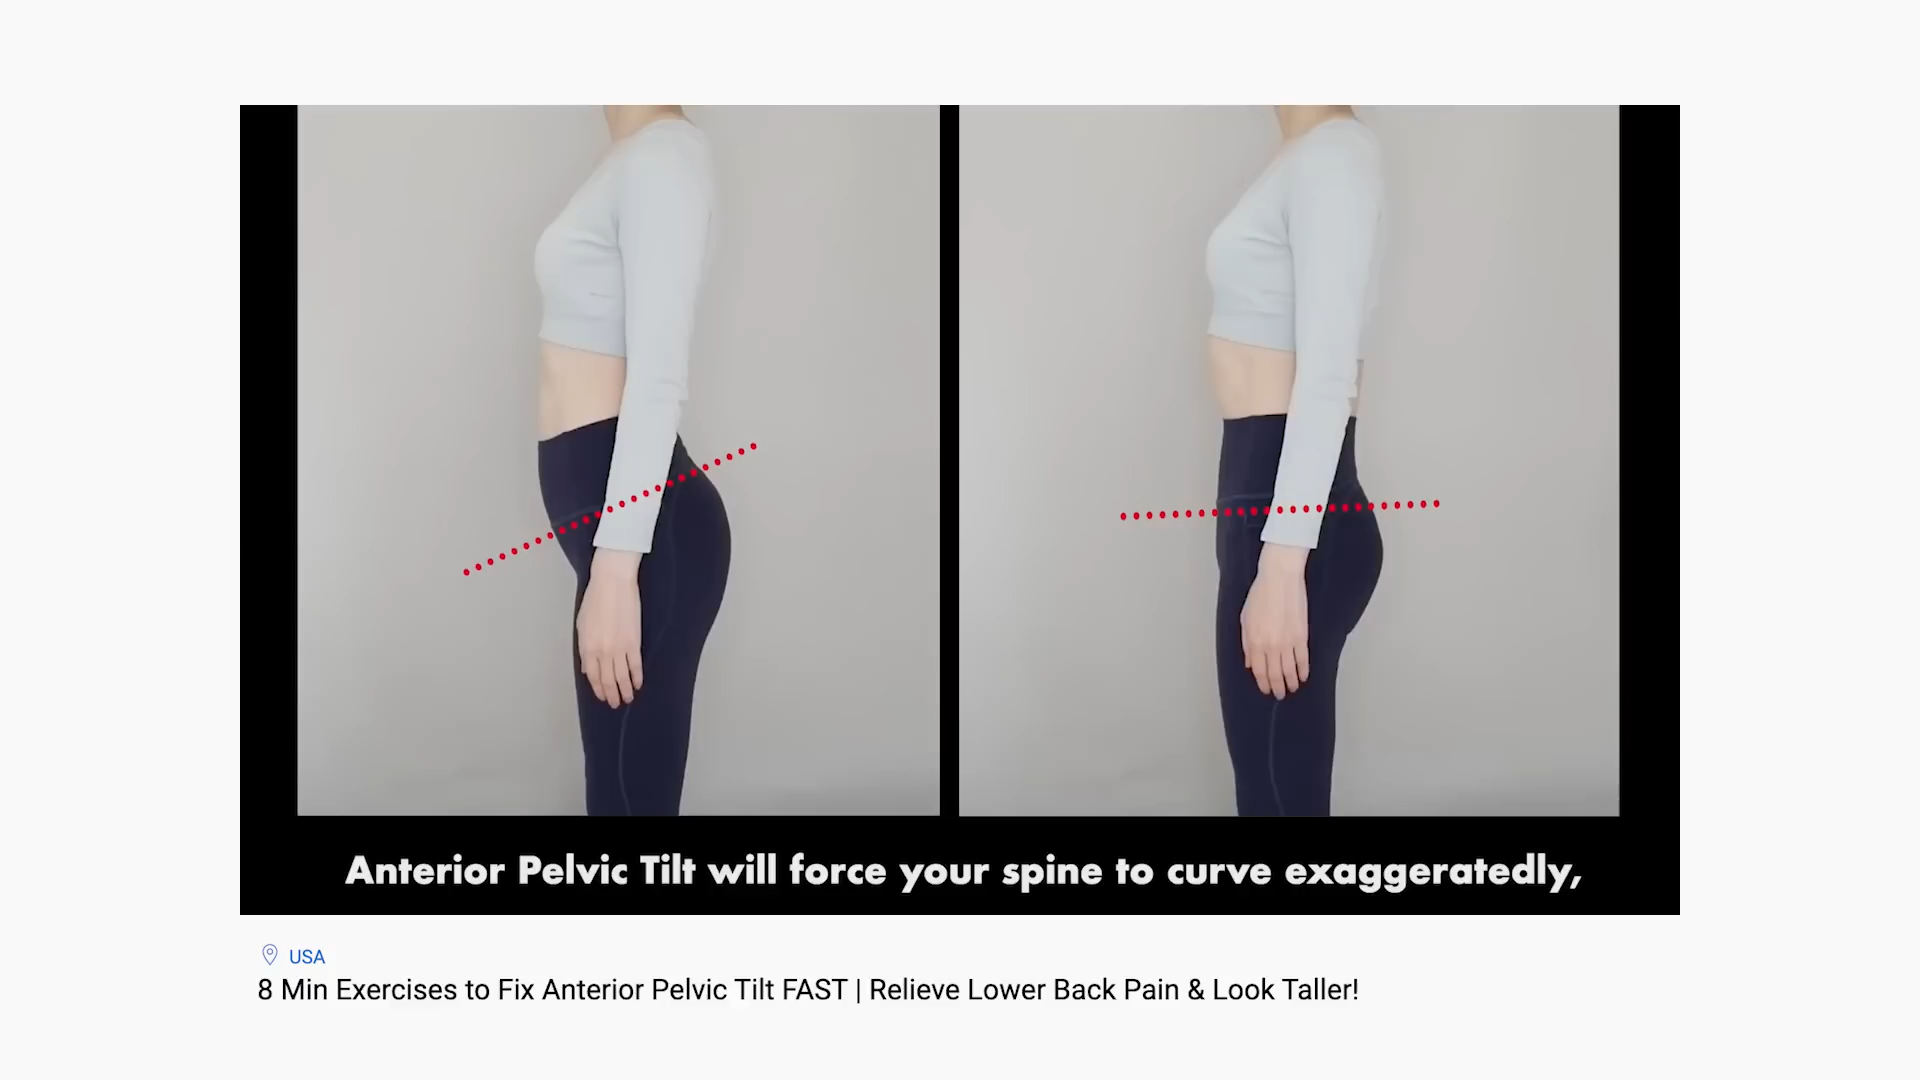 Anterior Pelvic Tilt will force your spine to curve exaggeratedly,
USA
8 Min Exercises to Fix Anterior Pelvic Tilt FAST | Relieve Lower Back Pain & Look Taller!